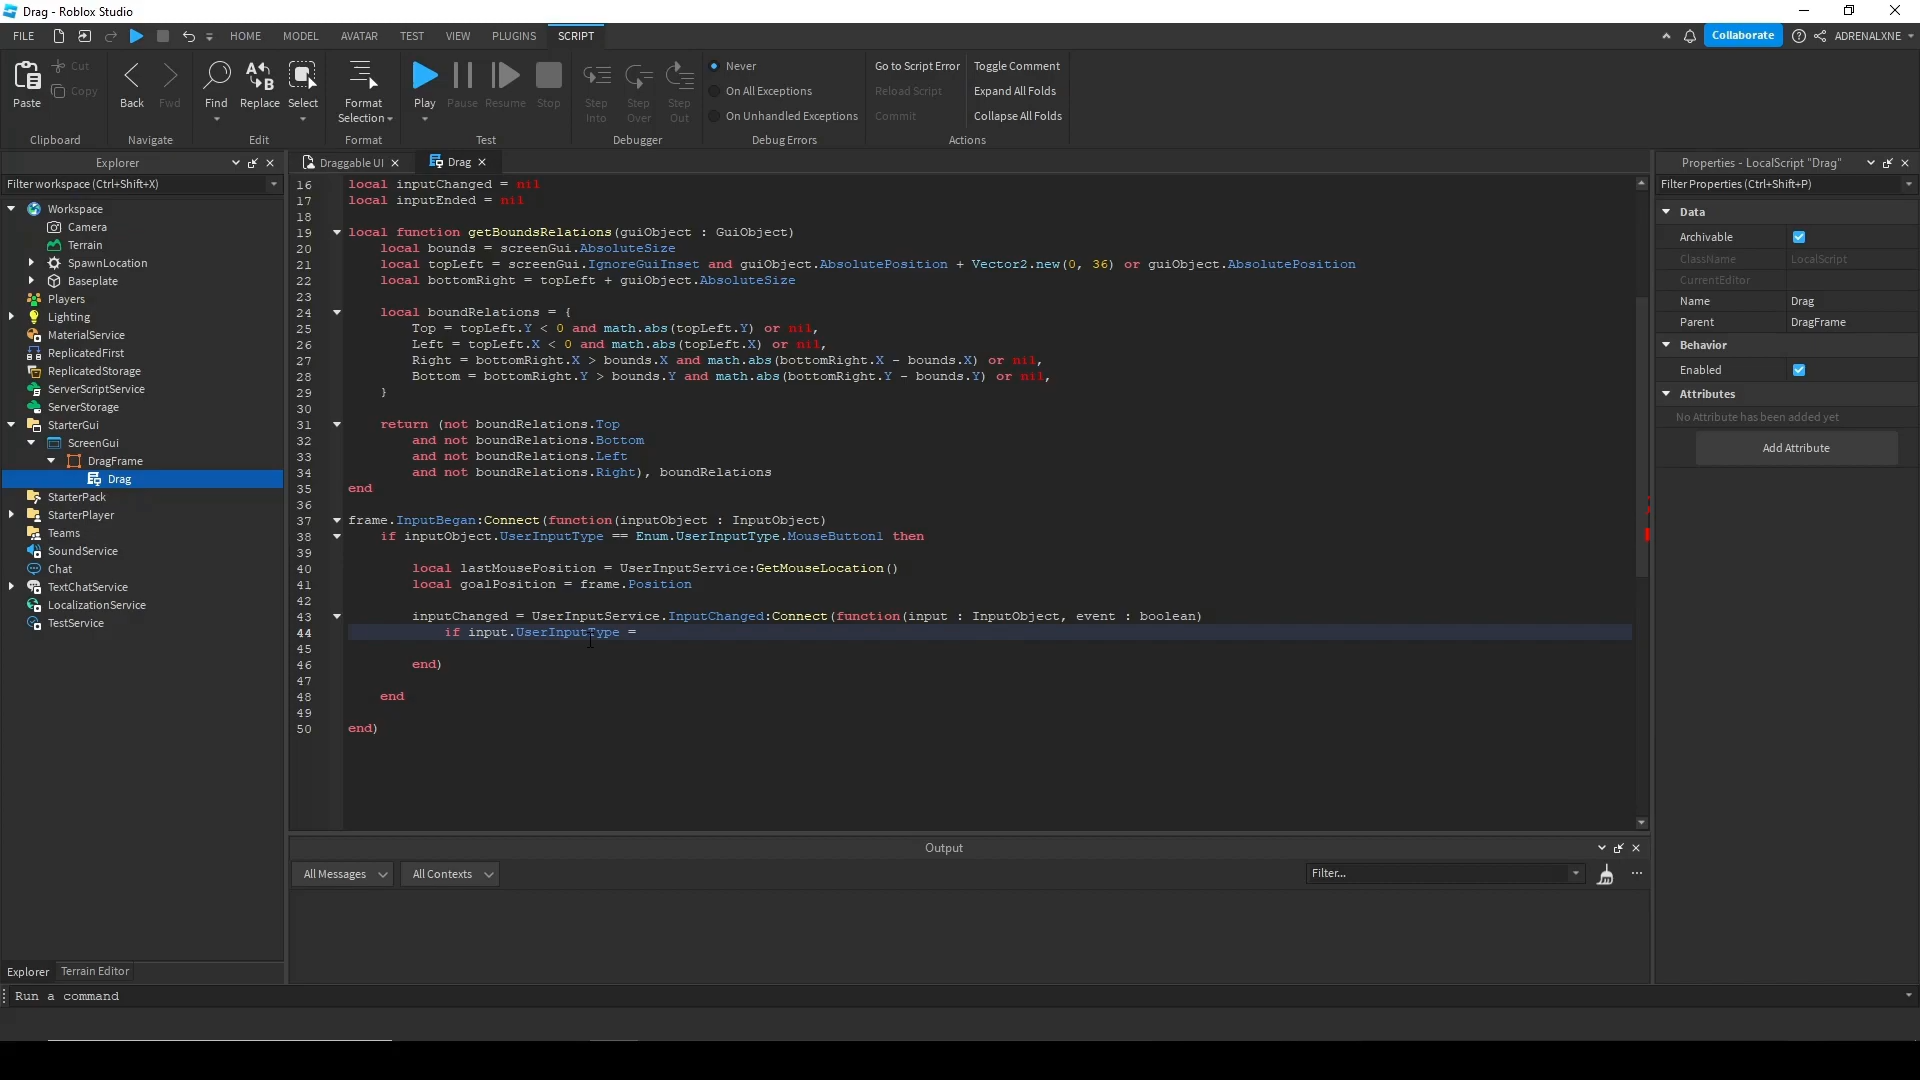 Drag - Roblox Studio
FILE HOME MODEL AVATAR TEST VIEW PLUGINS SCRIPT Collaborate ADRENALXNE
Paste Cut Copy
Back Fwd
Find Replace Select
Format Selection
Play Pause Resume Stop
Step Into Step Over Step Out
Never
On All Exceptions
On Unhandled Exceptions
Go to Script Error
Reload Script
Commit
Toggle Comment
Expand All Folds
Collapse All Folds
Clipboard Navigate Edit Format Test Debugger Debug Errors Actions
Explorer
Filter workspace (Ctrl+Shift+X)
Workspace
Camera
Terrain
SpawnLocation
Baseplate
Players
Lighting
MaterialService
ReplicatedFirst
ReplicatedStorage
ServerScriptService
ServerStorage
StarterGui
ScreenGui
DragFrame
Drag
StarterPack
StarterPlayer
Teams
SoundService
Chat
TextChatService
LocalizationService
TestService
Explorer Terrain Editor
Draggable UI Drag
16 local inputChanged = nil
17 local inputEnded = nil
18
19 local function getBoundsRelations(guiObject : GuiObject)
20 local bounds = screenGui.AbsoluteSize
21 local topLeft = screenGui.IgnoreGuiInset and guiObject.AbsolutePosition + Vector2.new(0, 36) or guiObject.AbsolutePosition
22 local bottomRight = topLeft + guiObject.AbsoluteSize
23
24 local boundRelations = {
25 Top = topLeft.Y < 0 and math.abs(topLeft.Y) or nil,
26 Left = topLeft.X < 0 and math.abs(topLeft.X) or nil,
27 Right = bottomRight.X > bounds.X and math.abs(bottomRight.X - bounds.X) or nil,
28 Bottom = bottomRight.Y > bounds.Y and math.abs(bottomRight.Y - bounds.Y) or nil,
29 }
30
31 return (not boundRelations.Top
32 and not boundRelations.Bottom
33 and not boundRelations.Left
34 and not boundRelations.Right), boundRelations
35 end
36
37 frame.InputBegan:Connect(function(inputObject : InputObject)
38 if inputObject.UserInputType == Enum.UserInputType.MouseButton1 then
39
40 local lastMousePosition = UserInputService:GetMouseLocation()
41 local goalPosition = frame.Position
42
43 inputChanged = UserInputService.InputChanged:Connect(function(input : InputObject, event : boolean)
44 if input.UserInputType =
45
46 end)
47
48 end
49
50 end)
Output
All Messages All Contexts Filter...
Properties - LocalScript "Drag"
Filter Properties (Ctrl+Shift+P)
Data
Archivable
ClassName LocalScript
CurrentEditor
Name Drag
Parent DragFrame
Behavior
Enabled
Attributes
No Attribute has been added yet
Add Attribute
Run a command